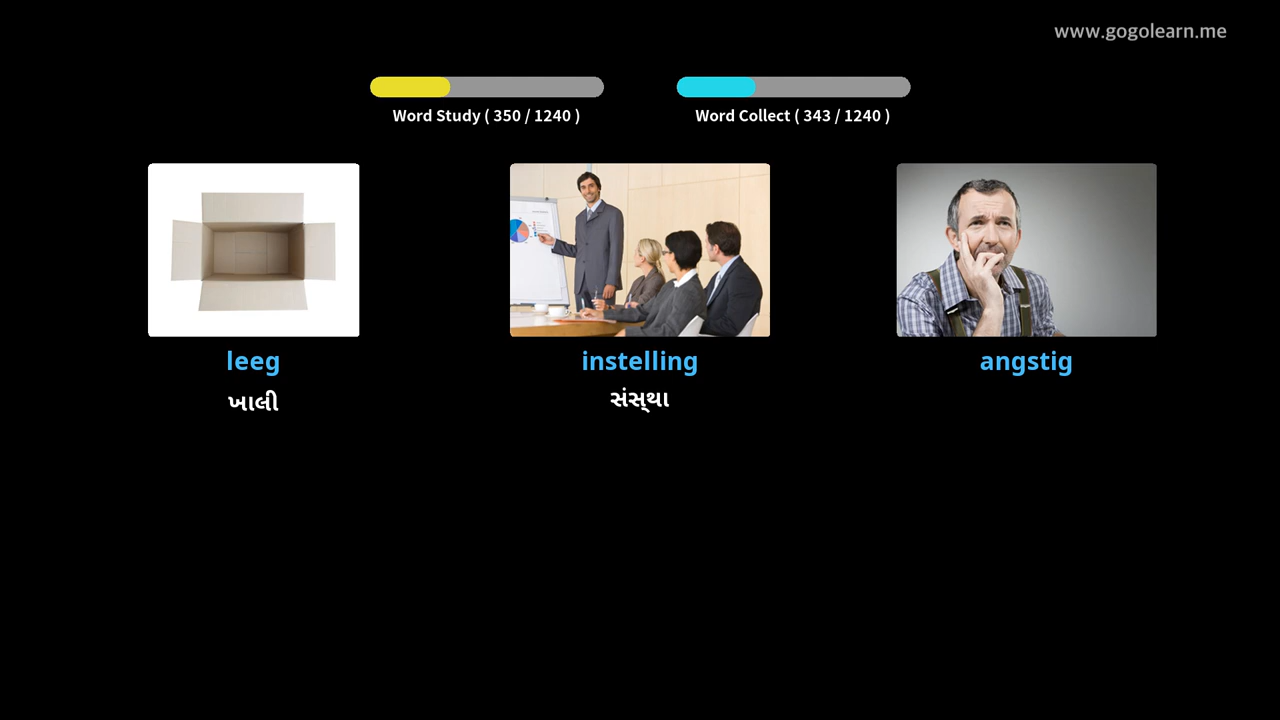 www.gogolearn.me
Word Study ( 350 / 1240 )
Word Collect ( 343 / 1240 )
leeg
instelling
angstig
ખાલી
સંસ્થા